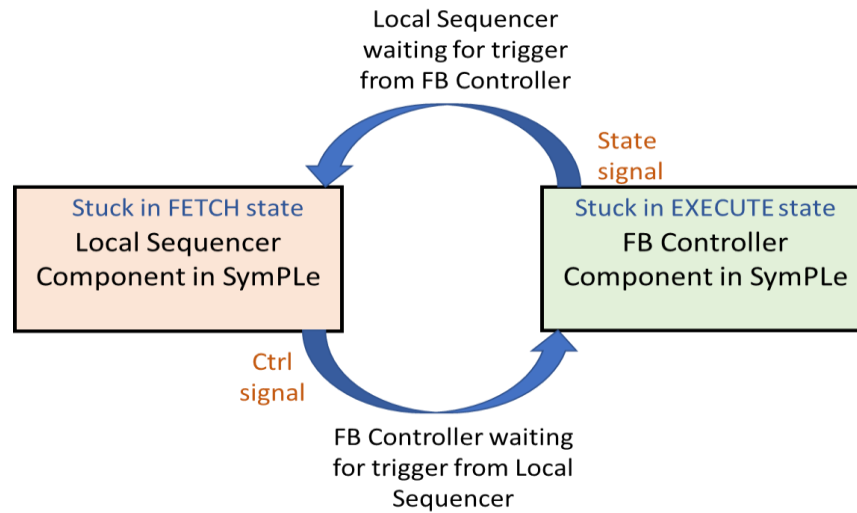 Local Sequencer
waiting for trigger
from FB Controller
State
signal
Stuck in FETCH state
Local Sequencer
Component in SymPLe
Stuck in EXECUTE state
FB Controller
Component in SymPLe
Ctrl
signal
FB Controller waiting
for trigger from Local
Sequencer